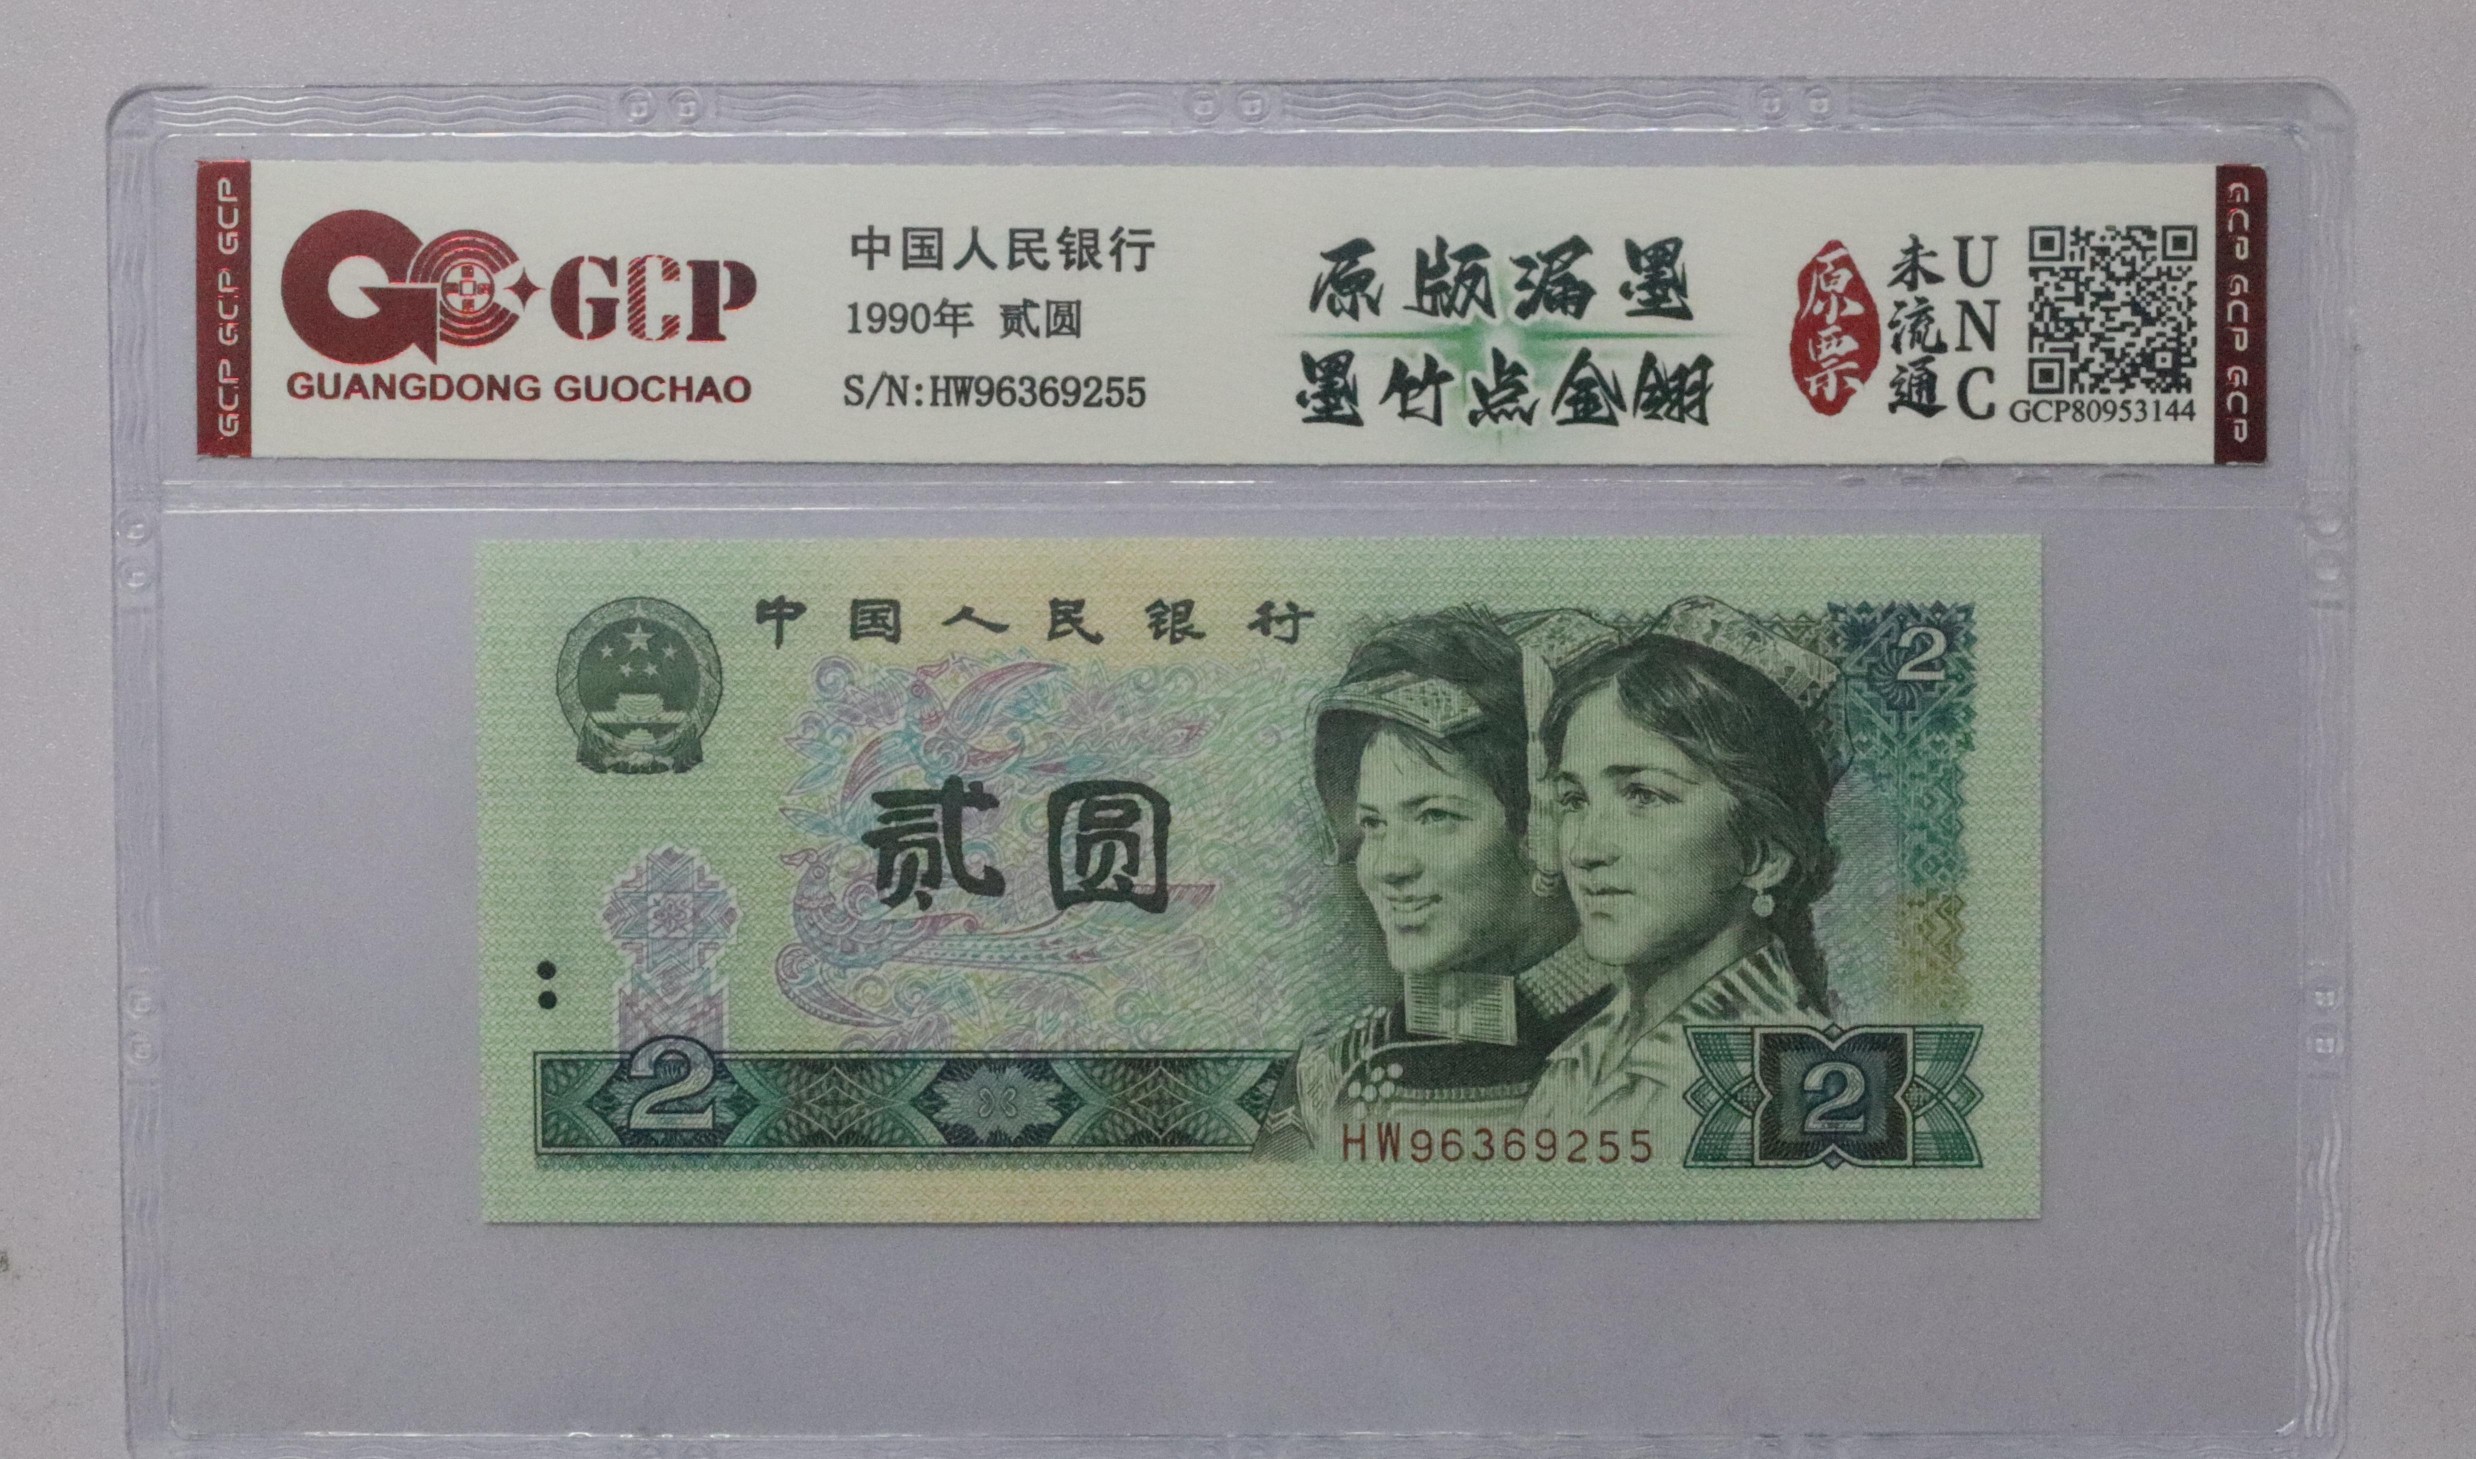 GCP GCP GCP
GCP
GUANGDONG GUOCHAO
中国人民银行
1990年 贰圆
S/N:HW96369255
原版漏墨
墨竹点金翎
原票
未流通
UNC
GCP80953144
GCP GCP GCP
中国人民银行
2
贰圆
2
HW96369255
2